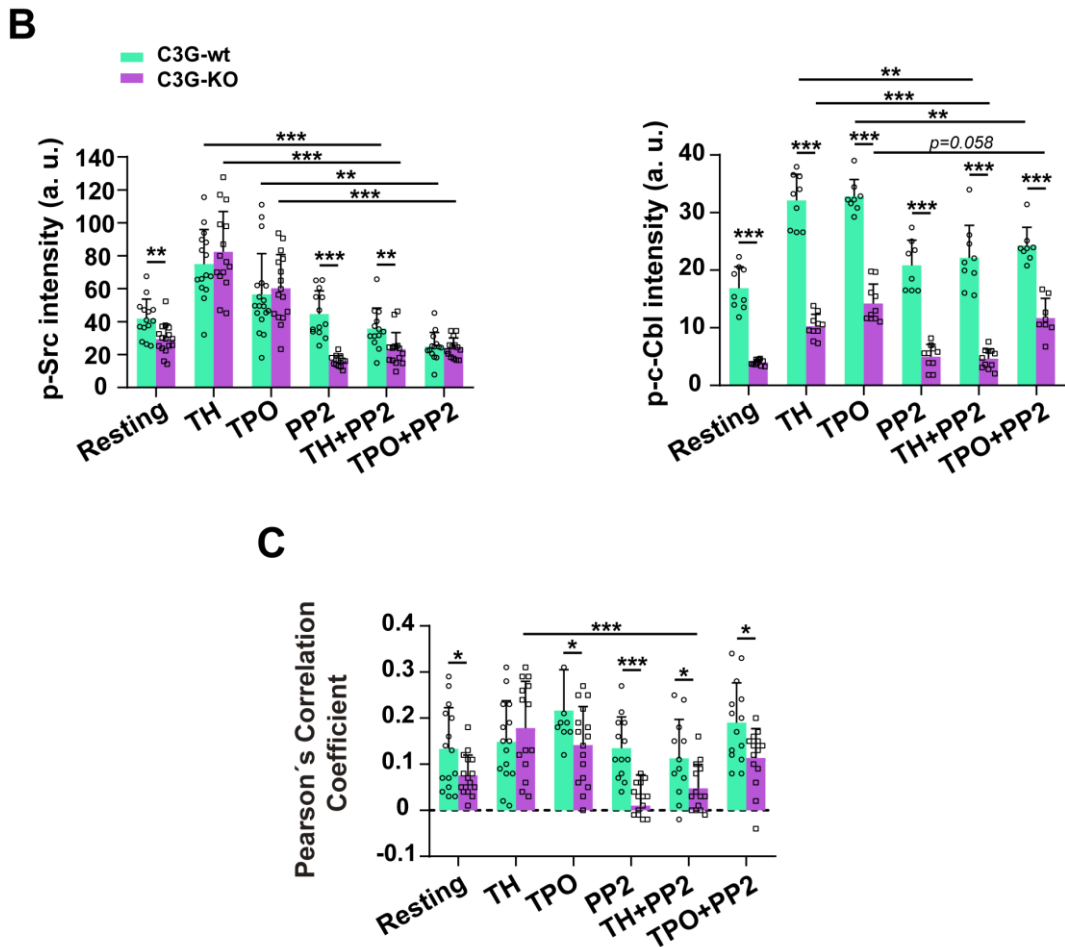 B
C3G-wt
C3G-KO
p-Src intensity (a. u.)
140
120
100
80
60
40
20
0
***
***
**
***
**
***
**
Resting
TH
TPO
PP2
TH+PP2
TPO+PP2
p-c-Cbl intensity (a. u.)
40
30
20
10
0
**
***
**
p=0.058
***
***
***
***
***
***
Resting
TH
TPO
PP2
TH+PP2
TPO+PP2
C
Pearson´s Correlation
Coefficient
0.4
0.3
0.2
0.1
0
-0.1
***
*
*
***
*
*
Resting
TH
TPO
PP2
TH+PP2
TPO+PP2